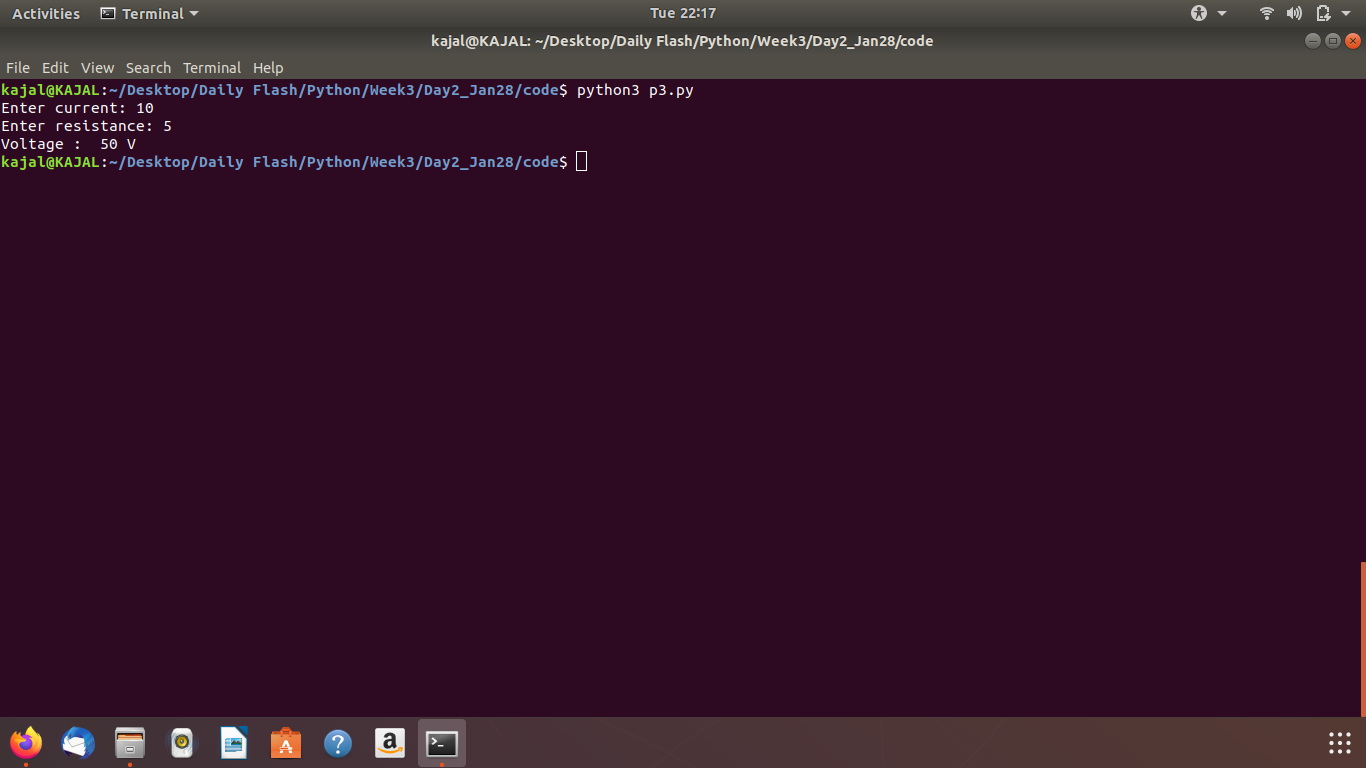 Activities Terminal Tue 22:17
kajal@KAJAL: ~/Desktop/Daily Flash/Python/Week3/Day2_Jan28/code
File Edit View Search Terminal Help
kajal@KAJAL:~/Desktop/Daily Flash/Python/Week3/Day2_Jan28/code$ python3 p3.py
Enter current: 10
Enter resistance: 5
Voltage :  50 V
kajal@KAJAL:~/Desktop/Daily Flash/Python/Week3/Day2_Jan28/code$